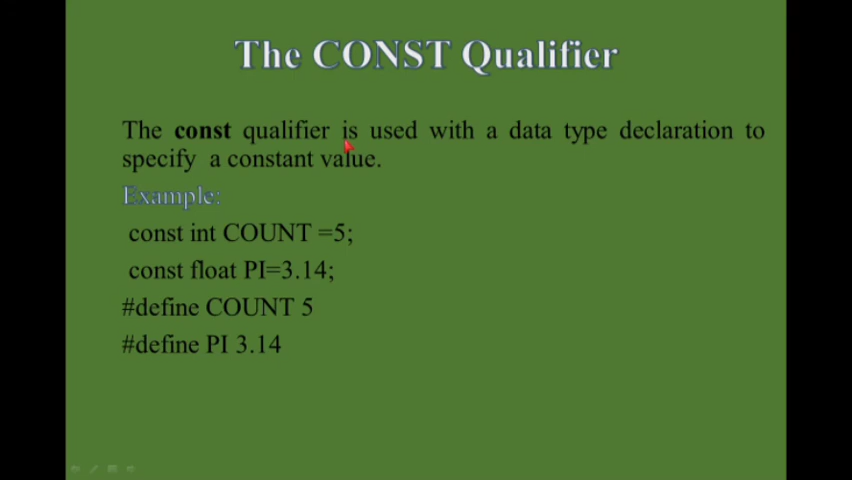 The CONST Qualifier
The const qualifier is used with a data type declaration to
specify a constant value.
Example:
const int COUNT =5;
const float PI=3.14;
#define COUNT 5
#define PI 3.14